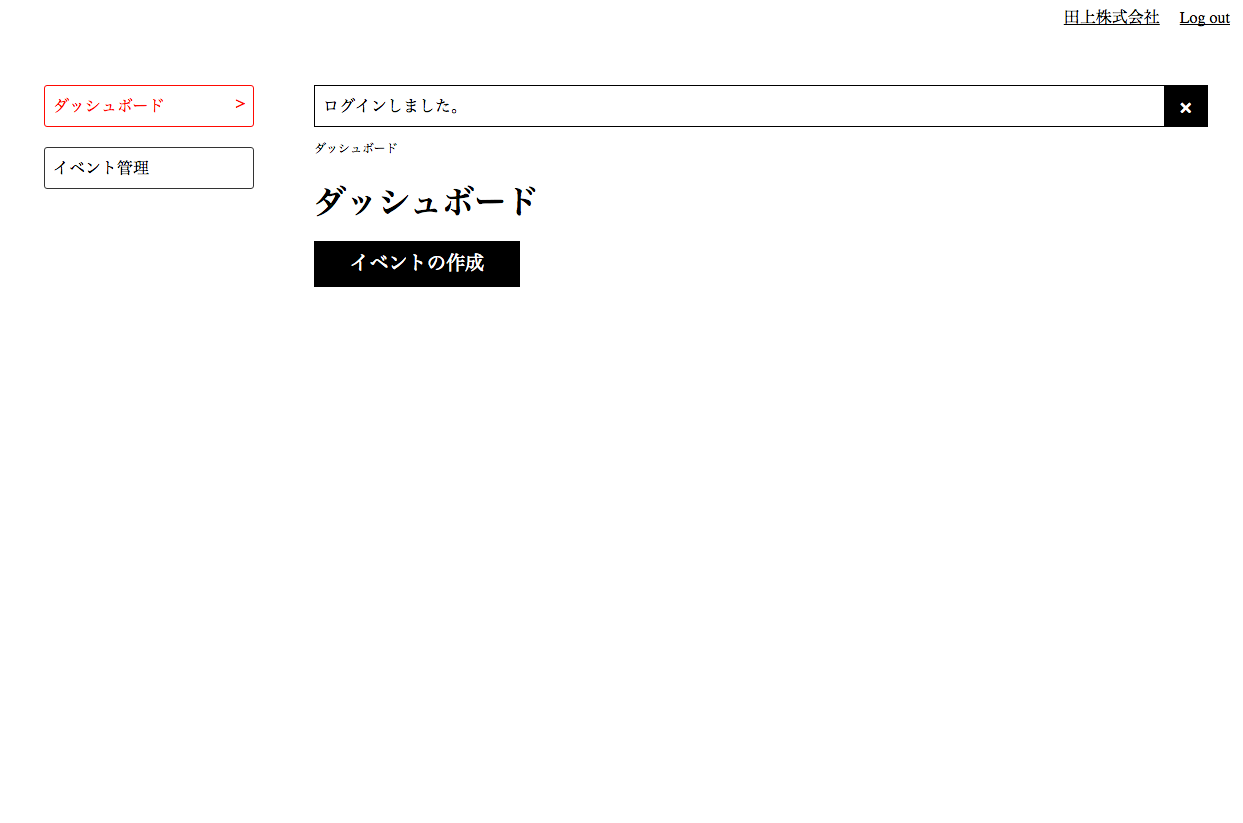 田上株式会社 Log out
ダッシュボード >
イベント管理
ログインしました。 ×
ダッシュボード
ダッシュボード
イベントの作成